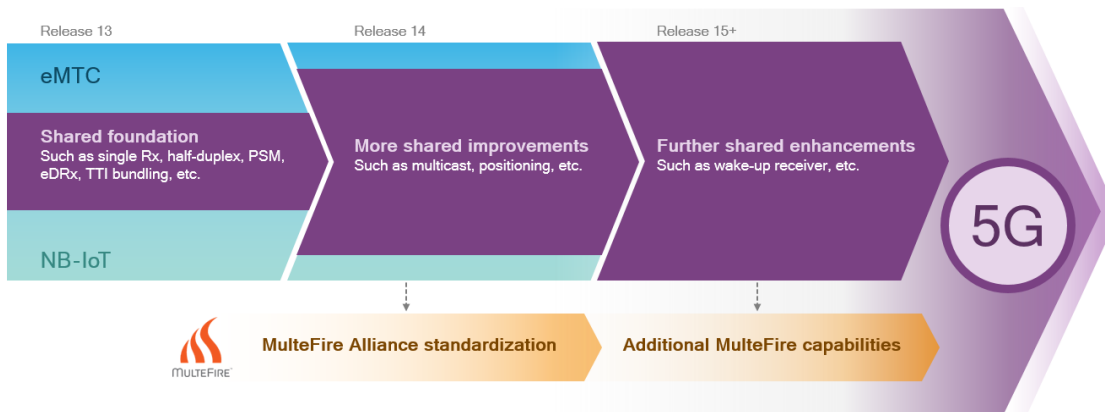 Release 13
Release 14
Release 15+
eMTC
Shared foundation
Such as single Rx, half-duplex, PSM,
eDRx, TTI bundling, etc.
NB-IoT
More shared improvements
Such as multicast, positioning, etc.
Further shared enhancements
Such as wake-up receiver, etc.
5G
MULTEFIRE
MulteFire Alliance standardization
Additional MulteFire capabilities